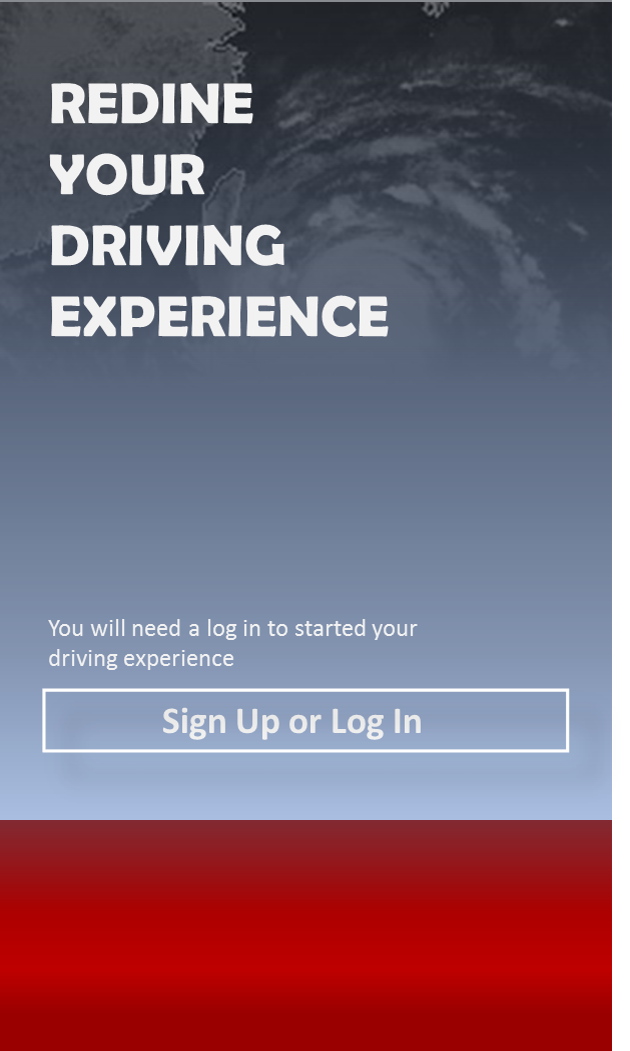 REDINE
YOUR
DRIVING
EXPERIENCE
You will need a log in to started your
driving experience
Sign Up or Log In